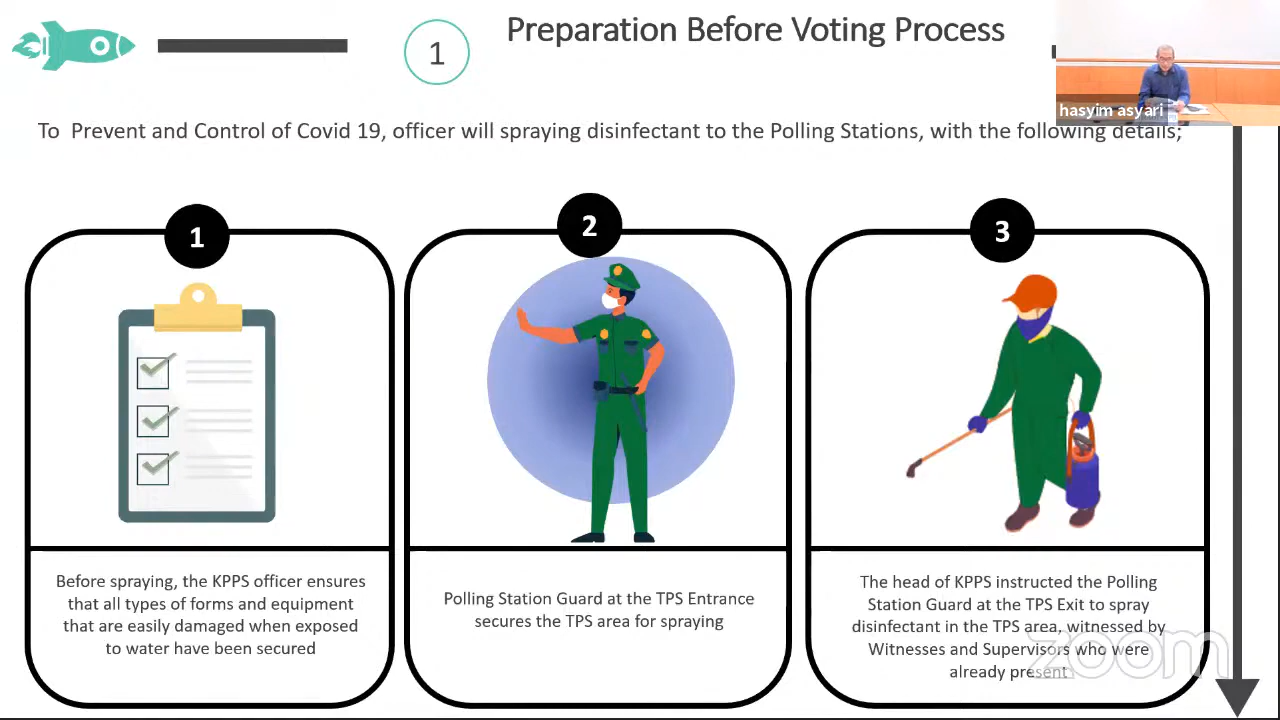 Preparation Before Voting Process
1
hasyim asyari
To Prevent and Control of Covid 19, officer will spraying disinfectant to the Polling Stations, with the following details;
1
2
3
Before spraying, the KPPS officer ensures
that all types of forms and equipment
that are easily damaged when exposed
to water have been secured
Polling Station Guard at the TPS Entrance
secures the TPS area for spraying
The head of KPPS instructed the Polling
Station Guard at the TPS Exit to spray
disinfectant in the TPS area, witnessed by
Witnesses and Supervisors who were
already present
zoom